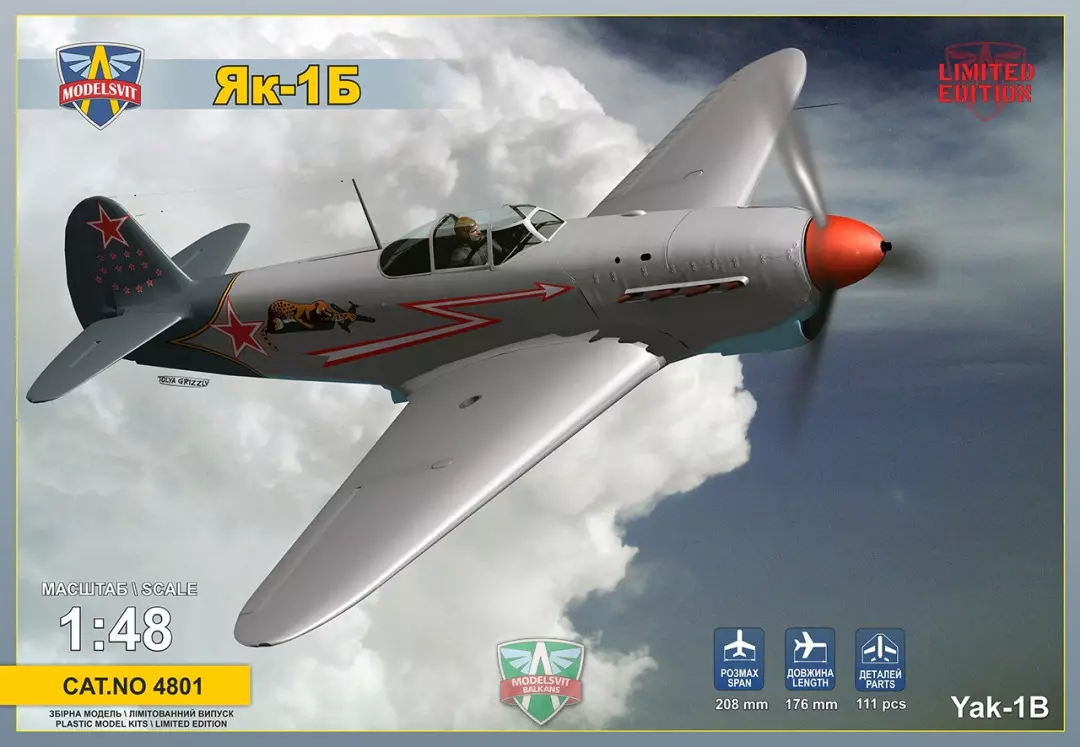 MODELSVIT
Як-1Б
LIMITED
EDITION
TOLYA GRIZZLY
МАСШТАБ \ SCALE
1:48
CAT.NO 4801
ЗБІРНА МОДЕЛЬ \ ЛІМІТОВАННИЙ ВИПУСК
PLASTIC MODEL KITS \ LIMITED EDITION
MODELSVIT
BALKANS
РОЗМАХ
SPAN
208 mm
ДОВЖИНА
LENGTH
176 mm
ДЕТАЛЕЙ
PARTS
111 pcs
Yak-1B